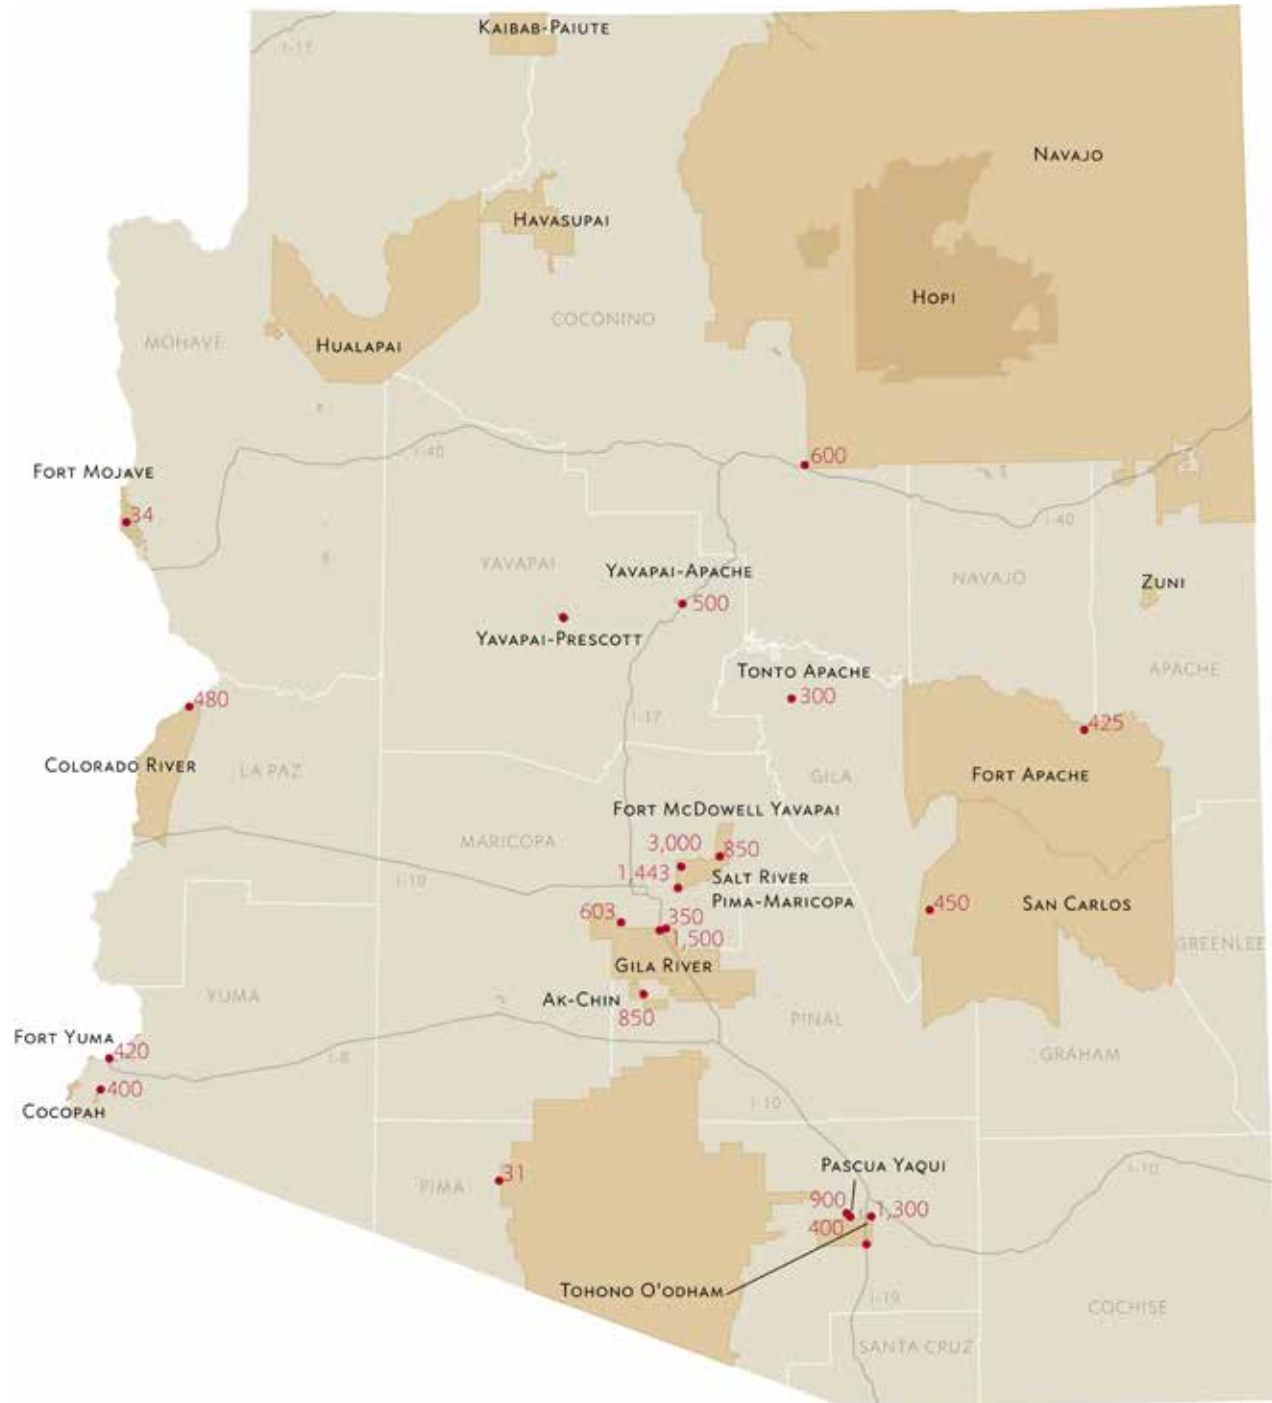 KAIBAB-PAIUTE
I-17
NAVAJO
HAVASUPAI
HOPI
COCONINO
MOHAVE
HUALAPAI
I-40
600
FORT MOJAVE
34
I-40
YAVAPAI
YAVAPAI-APACHE
NAVAJO
ZUNI
500
YAVAPAI-PRESCOTT
TONTO APACHE
APACHE
480
300
I-17
425
COLORADO RIVER
LA PAZ
GILA
FORT APACHE
FORT MCDOWELL YAVAPAI
MARICOPA
3,000
850
1,443
SALT RIVER
PIMA-MARICOPA
I-10
450
SAN CARLOS
603
350
1,500
GREENLEE
GILA RIVER
YUMA
AK-CHIN
850
PINAL
FORT YUMA
420
I-8
GRAHAM
400
COCOPAH
I-10
PASCUA YAQUI
I-10
31
PIMA
900
1,300
400
TOHONO O'ODHAM
I-19
COCHISE
SANTA CRUZ